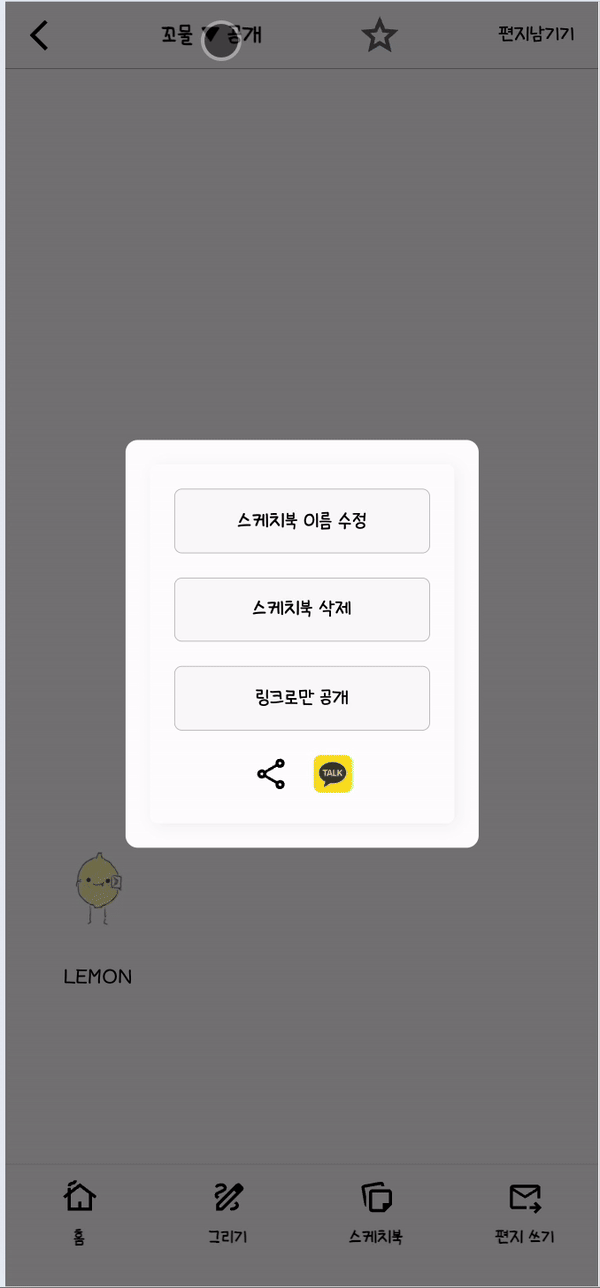 꼬물 ▼ 공개
편지남기기
스케치북 이름 수정
스케치북 삭제
링크로만 공개
TALK
LEMON
홈
그리기
스케치북
편지 쓰기